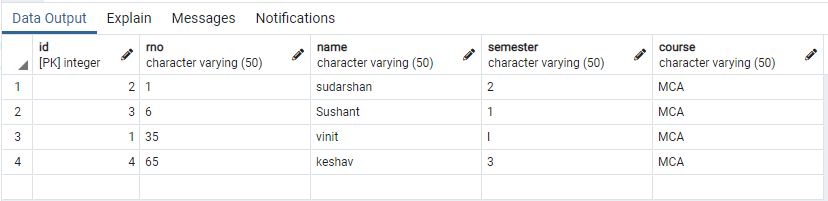 Data Output Explain Messages Notifications
id rno name semester course
[PK] integer character varying (50) character varying (50) character varying (50) character varying (50)
1 2 1 sudarshan 2 MCA
2 3 6 Sushant 1 MCA
3 1 35 vinit I MCA
4 4 65 keshav 3 MCA